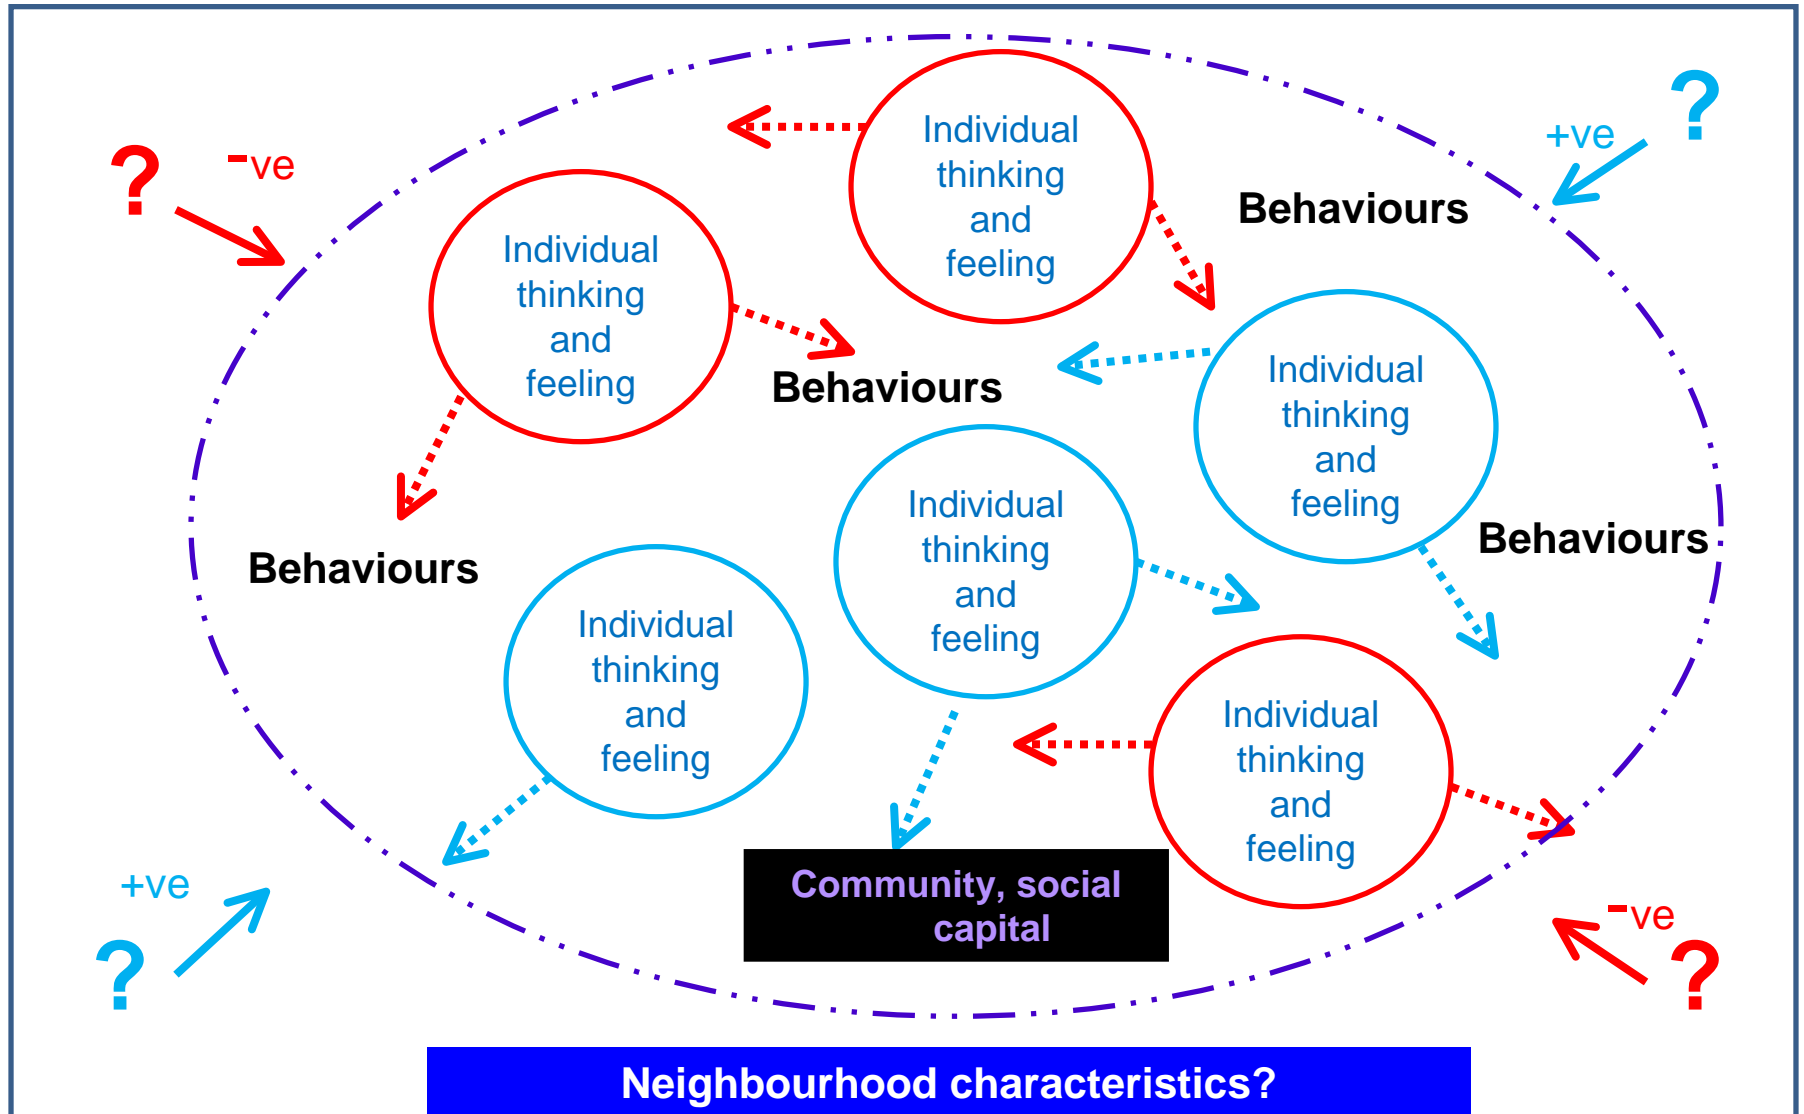 ?
-ve
Individual
thinking
and
feeling
?
+ve
Behaviours
Individual
thinking
and
feeling
Behaviours
Individual
thinking
and
feeling
Behaviours
Individual
thinking
and
feeling
Behaviours
Individual
thinking
and
feeling
Individual
thinking
and
feeling
+ve
?
Community, social
capital
-ve
?
Neighbourhood characteristics?